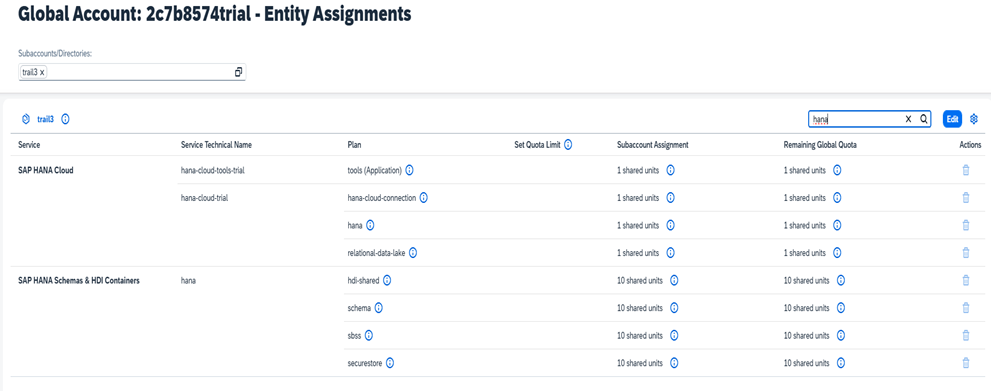 Global Account: 2c7b8574trial - Entity Assignments
Subaccounts/Directories:
trail3 x
trail3
hana
Edit
Service Service Technical Name Plan Set Quota Limit Subaccount Assignment Remaining Global Quota Actions
SAP HANA Cloud hana-cloud-tools-trial tools (Application) 1 shared units 1 shared units
hana-cloud-trial hana-cloud-connection 1 shared units 1 shared units
hana 1 shared units 1 shared units
relational-data-lake 1 shared units 1 shared units
SAP HANA Schemas & HDI Containers hana hdi-shared 10 shared units 10 shared units
schema 10 shared units 10 shared units
sbss 10 shared units 10 shared units
securestore 10 shared units 10 shared units